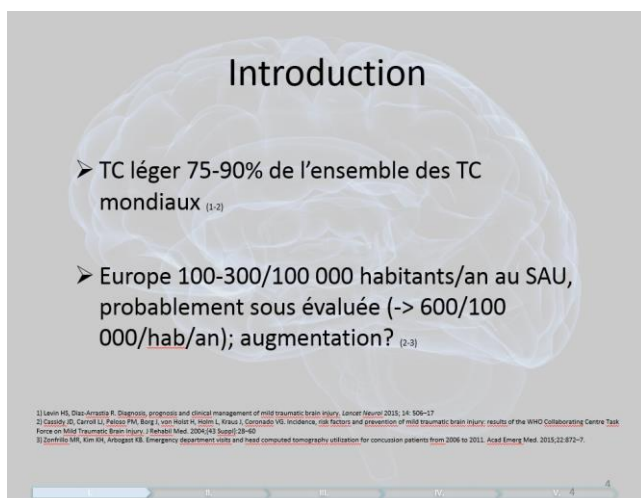 Introduction
➢ TC léger 75-90% de l'ensemble des TC
mondiaux (1-2)
➢ Europe 100-300/100 000 habitants/an au SAU,
probablement sous évaluée (-> 600/100
000/hab/an); augmentation? (2-3)
1) Levin HS, Diaz-Arrastia R. Diagnosis, prognosis and clinical management of mild traumatic brain injury. Lancet Neurol 2015; 14: 506–17
2) Cassidy JD, Carroll LJ, Peloso PM, Borg J, von Holst H, Holm L, Kraus J, Coronado VG. Incidence, risk factors and prevention of mild traumatic brain injury: results of the WHO Collaborating Centre Task
Force on Mild Traumatic Brain Injury. J Rehabil Med. 2004;(43 Suppl):28–60
3) Zonfrillo MR, Kim KH, Arbogast KB. Emergency department visits and head computed tomography utilization for concussion patients from 2006 to 2011. Acad Emerg Med. 2015;22:872–7.
4
I. II. III. IV. V. 4